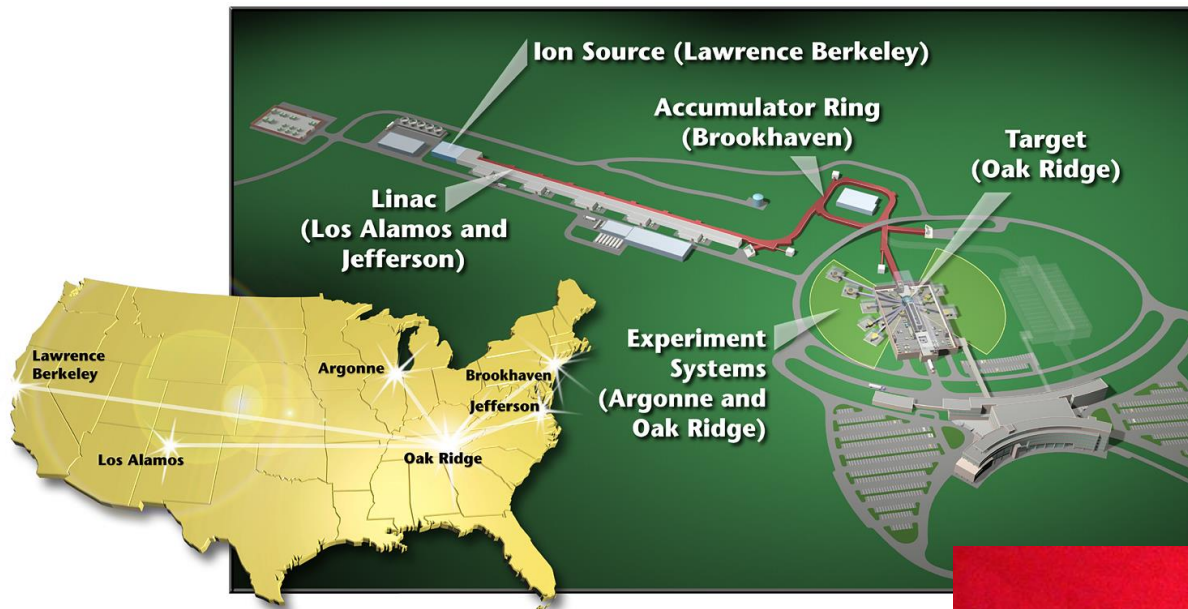 Ion Source (Lawrence Berkeley)
Accumulator Ring
(Brookhaven)
Target
(Oak Ridge)
Linac
(Los Alamos and
Jefferson)
Experiment
Systems
(Argonne and
Oak Ridge)
Lawrence
Berkeley
Argonne
Brookhaven
Jefferson
Los Alamos
Oak Ridge